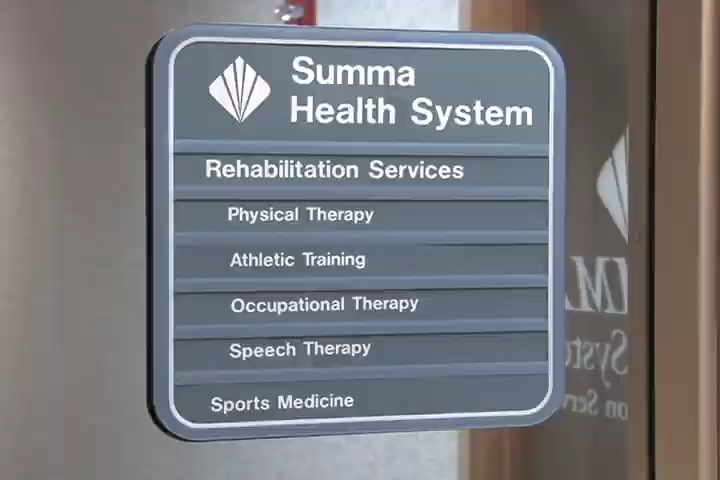 Summa
Health System
Rehabilitation Services
Physical Therapy
Athletic Training
Occupational Therapy
Speech Therapy
Sports Medicine